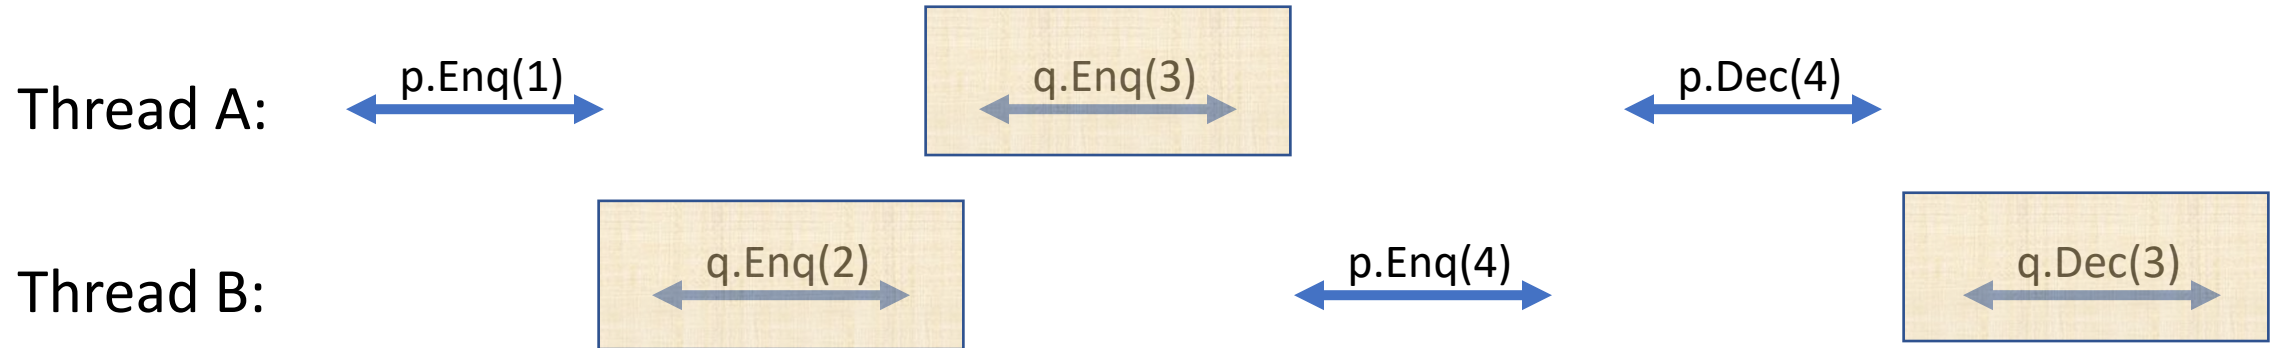 Thread A: p.Enq(1) q.Enq(3) p.Dec(4)
Thread B: q.Enq(2) p.Enq(4) q.Dec(3)